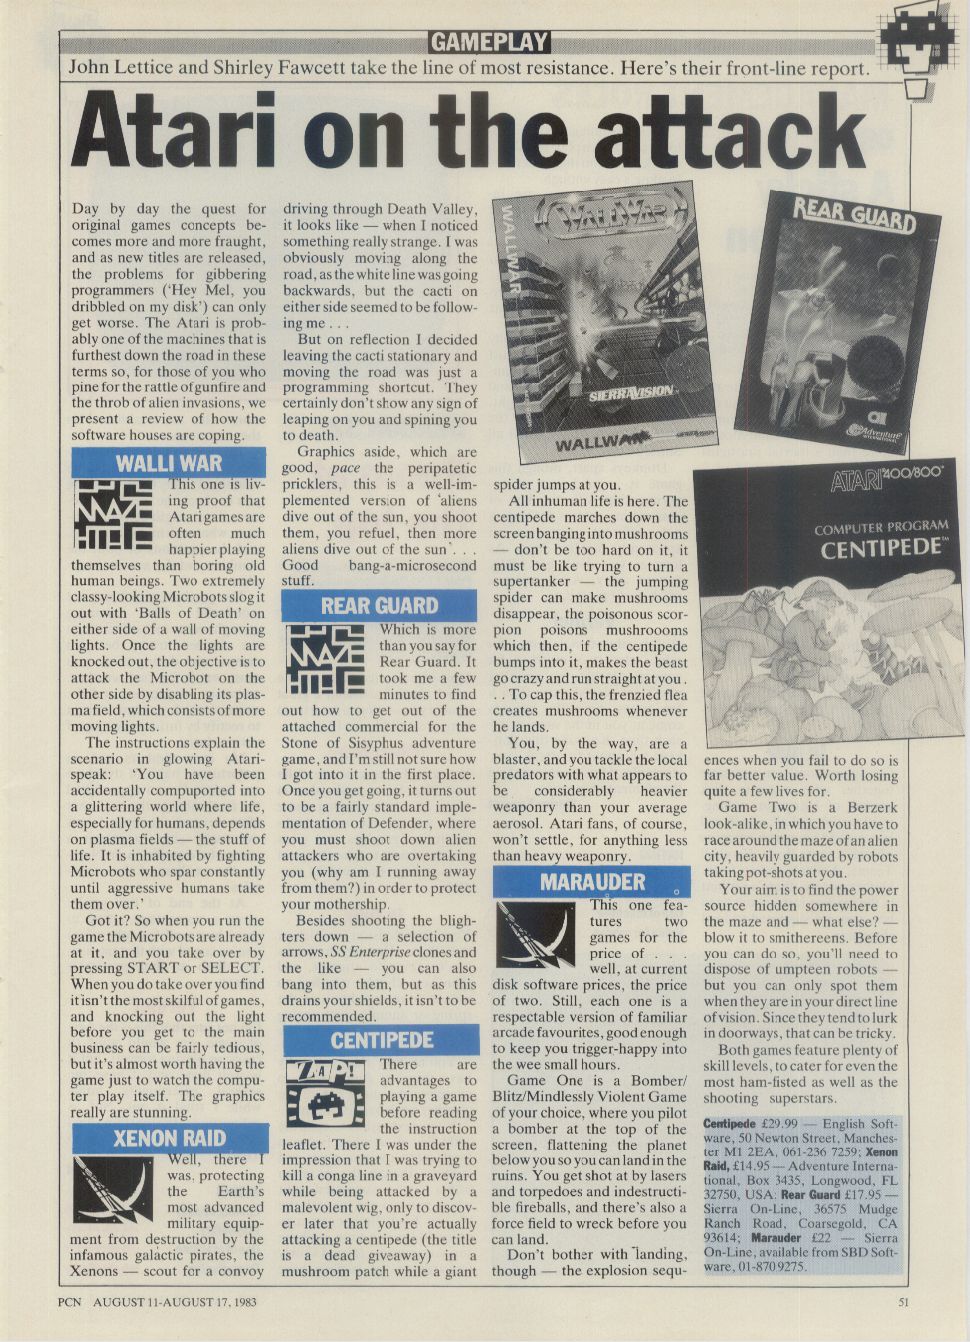 GAMEPLAY
John Lettice and Shirley Fawcett take the line of most resistance. Here's their front-line report.
Atari on the attack
Day by day the quest for
original games concepts be-
comes more and more fraught,
and as new titles are released,
the problems for gibbering
programmers ('Hey Mel, you
dribbled on my disk') can only
get worse. The Atari is prob-
ably one of the machines that is
furthest down the road in these
terms so, for those of you who
pine for the rattle of gunfire and
the throb of alien invasions, we
present a review of how the
software houses are coping.
WALLI WAR
MAZE
This one is liv-
ing proof that
Atari games are
often much
happier playing
themselves than boring old
human beings. Two extremely
classy-looking Microbots slog it
out with 'Balls of Death' on
either side of a wall of moving
lights. Once the lights are
knocked out, the objective is to
attack the Microbot on the
other side by disabling its plas-
ma field, which consists of more
moving lights.
The instructions explain the
scenario in glowing Atari-
speak: 'You have been
accidentally compuported into
a glittering world where life,
especially for humans, depends
on plasma fields — the stuff of
life. It is inhabited by fighting
Microbots who spar constantly
until aggressive humans take
them over.'
Got it? So when you run the
game the Microbots are already
at it, and you take over by
pressing START or SELECT.
When you do take over you find
it isn't the most skilful of games,
and knocking out the light
before you get to the main
business can be fairly tedious,
but it's almost worth having the
game just to watch the compu-
ter play itself. The graphics
really are stunning.
XENON RAID
Well, there I
was, protecting
the Earth's
most advanced
military equip-
ment from destruction by the
infamous galactic pirates, the
Xenons — scout for a convoy
driving through Death Valley,
it looks like — when I noticed
something really strange. I was
obviously moving along the
road, as the white line was going
backwards, but the cacti on
either side seemed to be follow-
ing me . . .
But on reflection I decided
leaving the cacti stationary and
moving the road was just a
programming shortcut. They
certainly don't show any sign of
leaping on you and spining you
to death.
Graphics aside, which are
good, pace the peripatetic
pricklers, this is a well-im-
plemented version of 'aliens
dive out of the sun, you shoot
them, you refuel, then more
aliens dive out of the sun' . . .
Good bang-a-microsecond
stuff.
REAR GUARD
MAZE
Which is more
than you say for
Rear Guard. It
took me a few
minutes to find
out how to get out of the
attached commercial for the
Stone of Sisyphus adventure
game, and I'm still not sure how
I got into it in the first place.
Once you get going, it turns out
to be a fairly standard imple-
mentation of Defender, where
you must shoot down alien
attackers who are overtaking
you (why am I running away
from them?) in order to protect
your mothership.
Besides shooting the bligh-
ters down — a selection of
arrows, SS Enterprise clones and
the like — you can also
bang into them, but as this
drains your shields, it isn't to be
recommended.
CENTIPEDE
ZAP!
There are
advantages to
playing a game
before reading
the instruction
leaflet. There I was under the
impression that I was trying to
kill a conga line in a graveyard
while being attacked by a
malevolent wig, only to discov-
er later that you're actually
attacking a centipede (the title
is a dead giveaway) in a
mushroom patch while a giant
WALLWAR
WALLWAR
SIERRAVISION
WALLWAR
SIERRAVISION
REAR GUARD
Adventure
INTERNATIONAL
ATARI 400/800
COMPUTER PROGRAM
CENTIPEDE™
spider jumps at you.
All inhuman life is here. The
centipede marches down the
screen banging into mushrooms
— don't be too hard on it, it
must be like trying to turn a
supertanker — the jumping
spider can make mushrooms
disappear, the poisonous scor-
pion poisons mushroooms
which then, if the centipede
bumps into it, makes the beast
go crazy and run straight at you .
. . To cap this, the frenzied flea
creates mushrooms whenever
he lands.
You, by the way, are a
blaster, and you tackle the local
predators with what appears to
be considerably heavier
weaponry than your average
aerosol. Atari fans, of course,
won't settle, for anything less
than heavy weaponry.
MARAUDER
This one fea-
tures two
games for the
price of . . .
well, at current
disk software prices, the price
of two. Still, each one is a
respectable version of familiar
arcade favourites, good enough
to keep you trigger-happy into
the wee small hours.
Game One is a Bomber/
Blitz/Mindlessly Violent Game
of your choice, where you pilot
a bomber at the top of the
screen, flattening the planet
below you so you can land in the
ruins. You get shot at by lasers
and torpedoes and indestructi-
ble fireballs, and there's also a
force field to wreck before you
can land.
Don't bother with landing,
though — the explosion sequ-
ences when you fail to do so is
far better value. Worth losing
quite a few lives for.
Game Two is a Berzerk
look-alike, in which you have to
race around the maze of an alien
city, heavily guarded by robots
taking pot-shots at you.
Your aim is to find the power
source hidden somewhere in
the maze and — what else? —
blow it to smithereens. Before
you can do so, you'll need to
dispose of umpteen robots —
but you can only spot them
when they are in your direct line
of vision. Since they tend to lurk
in doorways, that can be tricky.
Both games feature plenty of
skill levels, to cater for even the
most ham-fisted as well as the
shooting superstars.
Centipede £29.99 — English Soft-
ware, 50 Newton Street, Manches-
ter M1 2EA, 061-236 7259; Xenon
Raid, £14.95 — Adventure Interna-
tional, Box 3435, Longwood, FL
32750, USA: Rear Guard £17.95 —
Sierra On-Line, 36575 Mudge
Ranch Road, Coarsegold, CA
93614; Marauder £22 — Sierra
On-Line, available from SBD Soft-
ware, 01-870 9275.
PCN AUGUST 11-AUGUST 17, 1983
51